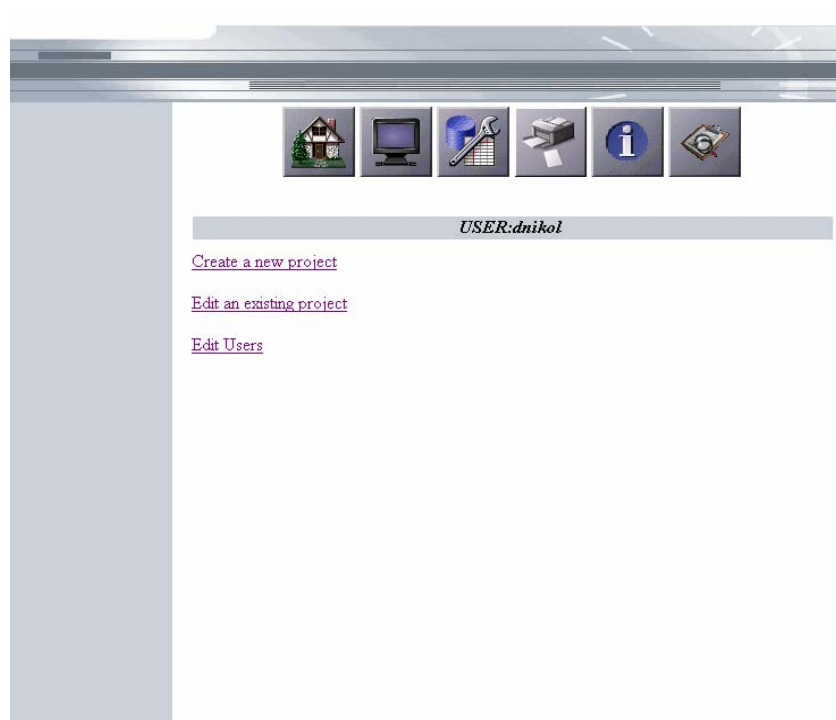 USER:dnikol
Create a new project
Edit an existing project
Edit Users